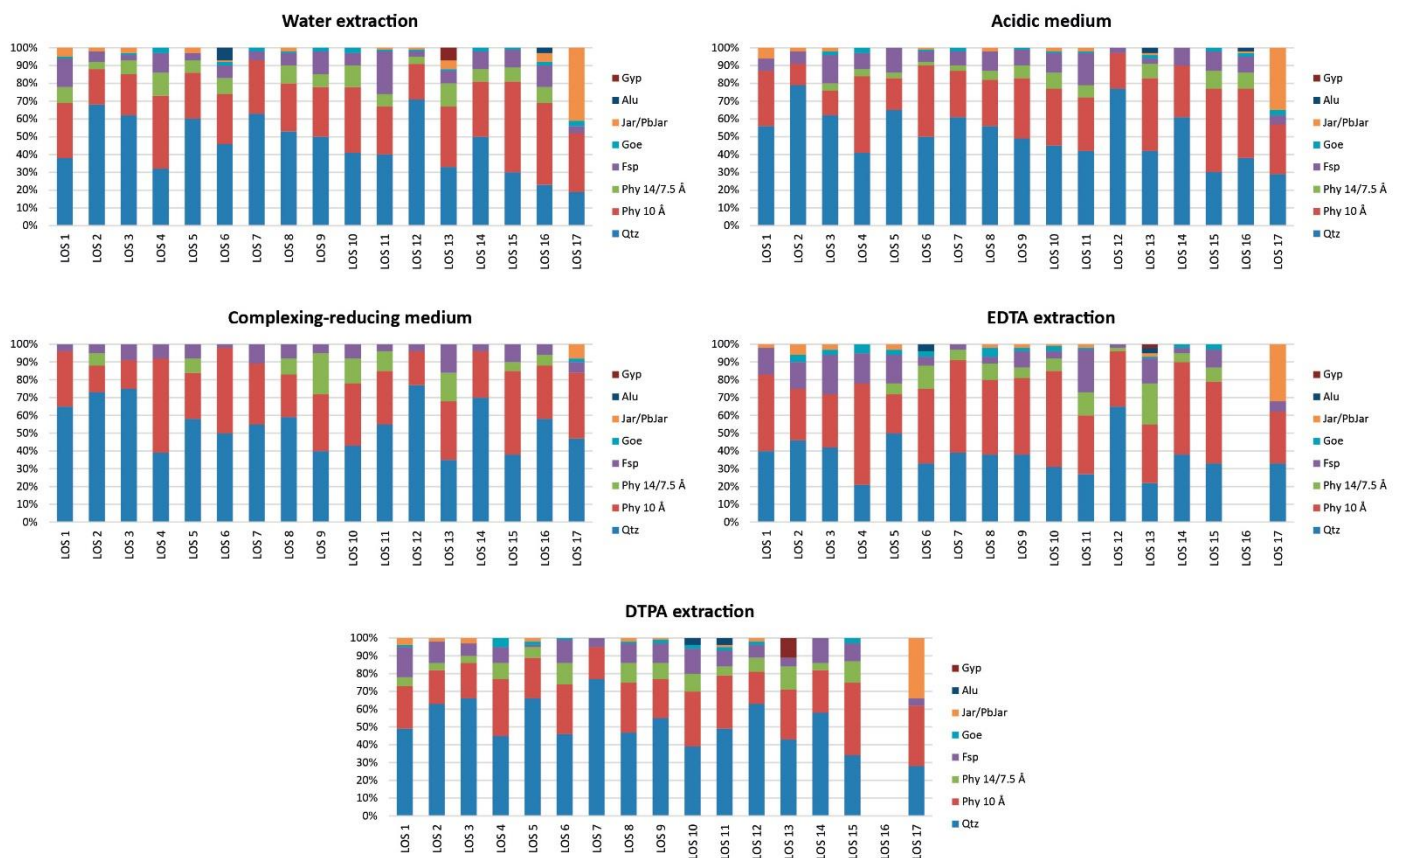 Water extraction
100%
90%
80%
70%
60%
50%
40%
30%
20%
10%
0%
LOS 1
LOS 2
LOS 3
LOS 4
LOS 5
LOS 6
LOS 7
LOS 8
LOS 9
LOS 10
LOS 11
LOS 12
LOS 13
LOS 14
LOS 15
LOS 16
LOS 17
Gyp
Alu
Jar/PbJar
Goe
Fsp
Phy 14/7.5 Å
Phy 10 Å
Qtz
Acidic medium
100%
90%
80%
70%
60%
50%
40%
30%
20%
10%
0%
LOS 1
LOS 2
LOS 3
LOS 4
LOS 5
LOS 6
LOS 7
LOS 8
LOS 9
LOS 10
LOS 11
LOS 12
LOS 13
LOS 14
LOS 15
LOS 16
LOS 17
Gyp
Alu
Jar/PbJar
Goe
Fsp
Phy 14/7.5 Å
Phy 10 Å
Qtz
Complexing-reducing medium
100%
90%
80%
70%
60%
50%
40%
30%
20%
10%
0%
LOS 1
LOS 2
LOS 3
LOS 4
LOS 5
LOS 6
LOS 7
LOS 8
LOS 9
LOS 10
LOS 11
LOS 12
LOS 13
LOS 14
LOS 15
LOS 16
LOS 17
Gyp
Alu
Jar/PbJar
Goe
Fsp
Phy 14/7.5 Å
Phy 10 Å
Qtz
EDTA extraction
100%
90%
80%
70%
60%
50%
40%
30%
20%
10%
0%
LOS 1
LOS 2
LOS 3
LOS 4
LOS 5
LOS 6
LOS 7
LOS 8
LOS 9
LOS 10
LOS 11
LOS 12
LOS 13
LOS 14
LOS 15
LOS 16
LOS 17
Gyp
Alu
Jar/PbJar
Goe
Fsp
Phy 14/7.5 Å
Phy 10 Å
Qtz
DTPA extraction
100%
90%
80%
70%
60%
50%
40%
30%
20%
10%
0%
LOS 1
LOS 2
LOS 3
LOS 4
LOS 5
LOS 6
LOS 7
LOS 8
LOS 9
LOS 10
LOS 11
LOS 12
LOS 13
LOS 14
LOS 15
LOS 16
LOS 17
Gyp
Alu
Jar/PbJar
Goe
Fsp
Phy 14/7.5 Å
Phy 10 Å
Qtz